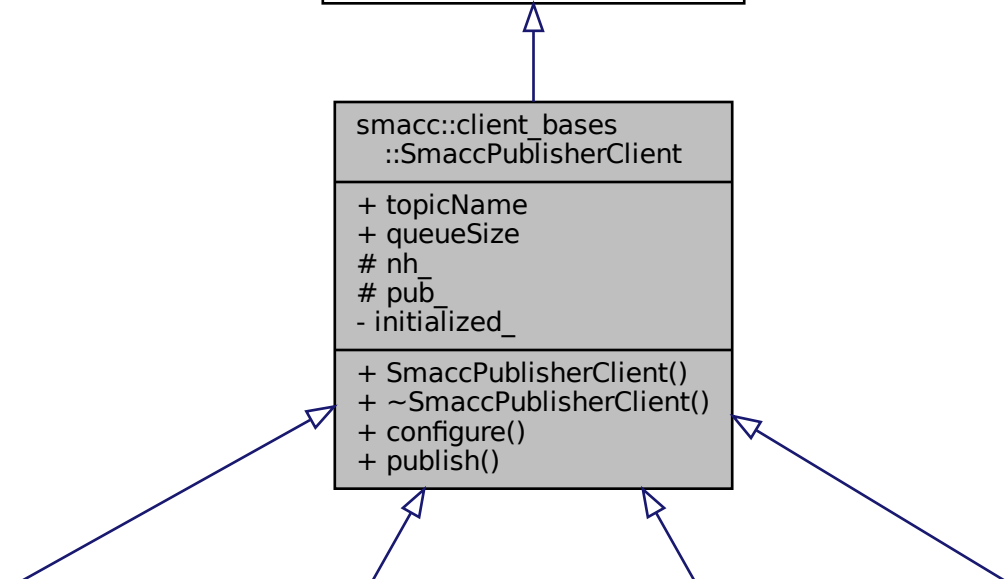 smacc::client_bases
::SmaccPublisherClient
+ topicName
+ queueSize
# nh_
# pub_
- initialized_
+ SmaccPublisherClient()
+ ~SmaccPublisherClient()
+ configure()
+ publish()